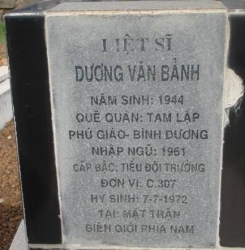 LIỆT SĨ
DƯƠNG VĂN BẢNH
NĂM SINH: 1944
QUÊ QUÁN: TAM LẬP
PHÚ GIÁO- BÌNH DƯƠNG
NHẬP NGŨ: 1961
CẤP BẬC: TIỂU ĐỘI TRƯỞNG
ĐƠN VỊ: C.307
HY SINH: 7-7-1972
TẠI: MẶT TRẬN
BIÊN GIỚI PHÍA NAM